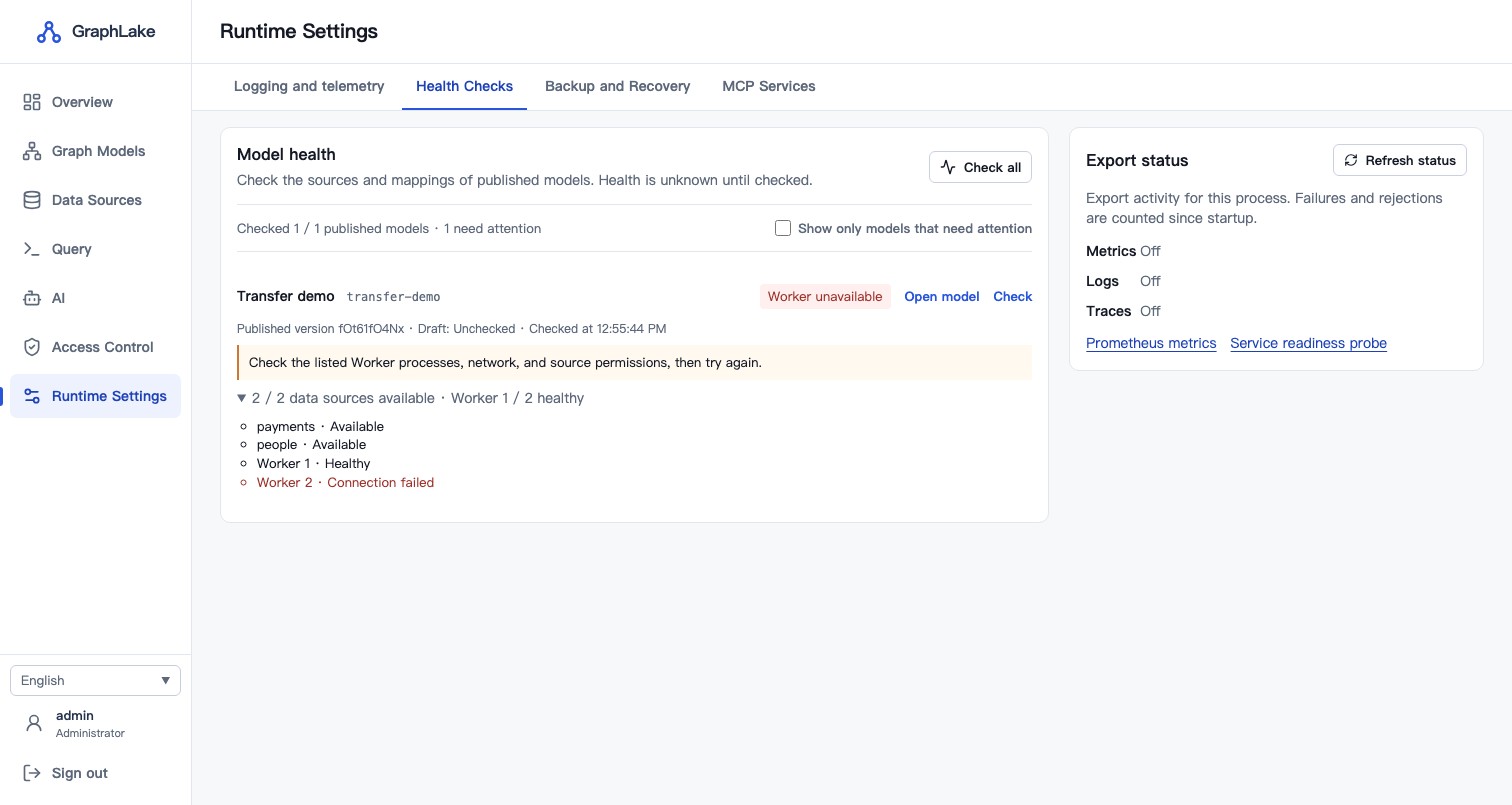 GraphLake
Overview
Graph Models
Data Sources
Query
AI
Access Control
Runtime Settings
English
admin
Administrator
Sign out
Runtime Settings
Logging and telemetry
Health Checks
Backup and Recovery
MCP Services
Model health
Check the sources and mappings of published models. Health is unknown until checked.
Check all
Checked 1 / 1 published models · 1 need attention
Show only models that need attention
Transfer demo transfer-demo
Worker unavailable
Open model
Check
Published version fOt61fO4Nx · Draft: Unchecked · Checked at 12:55:44 PM
Check the listed Worker processes, network, and source permissions, then try again.
2 / 2 data sources available · Worker 1 / 2 healthy
payments · Available
people · Available
Worker 1 · Healthy
Worker 2 · Connection failed
Export status
Refresh status
Export activity for this process. Failures and rejections
are counted since startup.
Metrics Off
Logs Off
Traces Off
Prometheus metrics
Service readiness probe